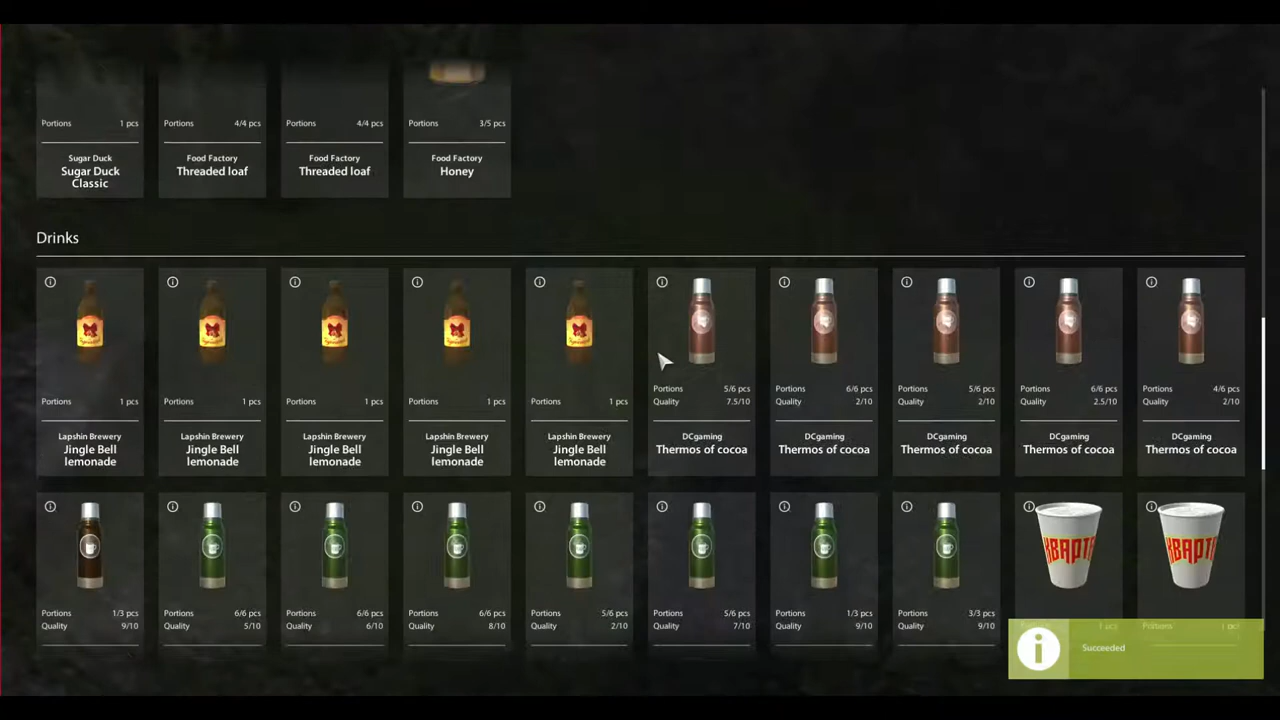 Portions 1 pcs Portions 4/4 pcs Portions 4/4 pcs Portions 3/5 pcs
Sugar Duck Food Factory Food Factory Food Factory
Sugar Duck Threaded loaf Threaded loaf Honey
Classic
Drinks
Portions 5/6 pcs Portions 6/6 pcs Portions 5/6 pcs Portions 6/6 pcs Portions 4/6 pcs
Portions 1 pcs Portions 1 pcs Portions 1 pcs Portions 1 pcs Portions 1 pcs Quality 7.5/10 Quality 2/10 Quality 2/10 Quality 2.5/10 Quality 2/10
Lapshin Brewery Lapshin Brewery Lapshin Brewery Lapshin Brewery Lapshin Brewery DCgaming DCgaming DCgaming DCgaming DCgaming
Jingle Bell Jingle Bell Jingle Bell Jingle Bell Jingle Bell Thermos of cocoa Thermos of cocoa Thermos of cocoa Thermos of cocoa Thermos of cocoa
lemonade lemonade lemonade lemonade lemonade
КВАРТА КВАРТА
Portions 1/3 pcs Portions 6/6 pcs Portions 6/6 pcs Portions 6/6 pcs Portions 5/6 pcs Portions 5/6 pcs Portions 1/3 pcs Portions 3/3 pcs
Quality 9/10 Quality 5/10 Quality 6/10 Quality 8/10 Quality 2/10 Quality 7/10 Quality 9/10 Quality 9/10 Portions 1 pcs Portions 1 pcs
Succeeded